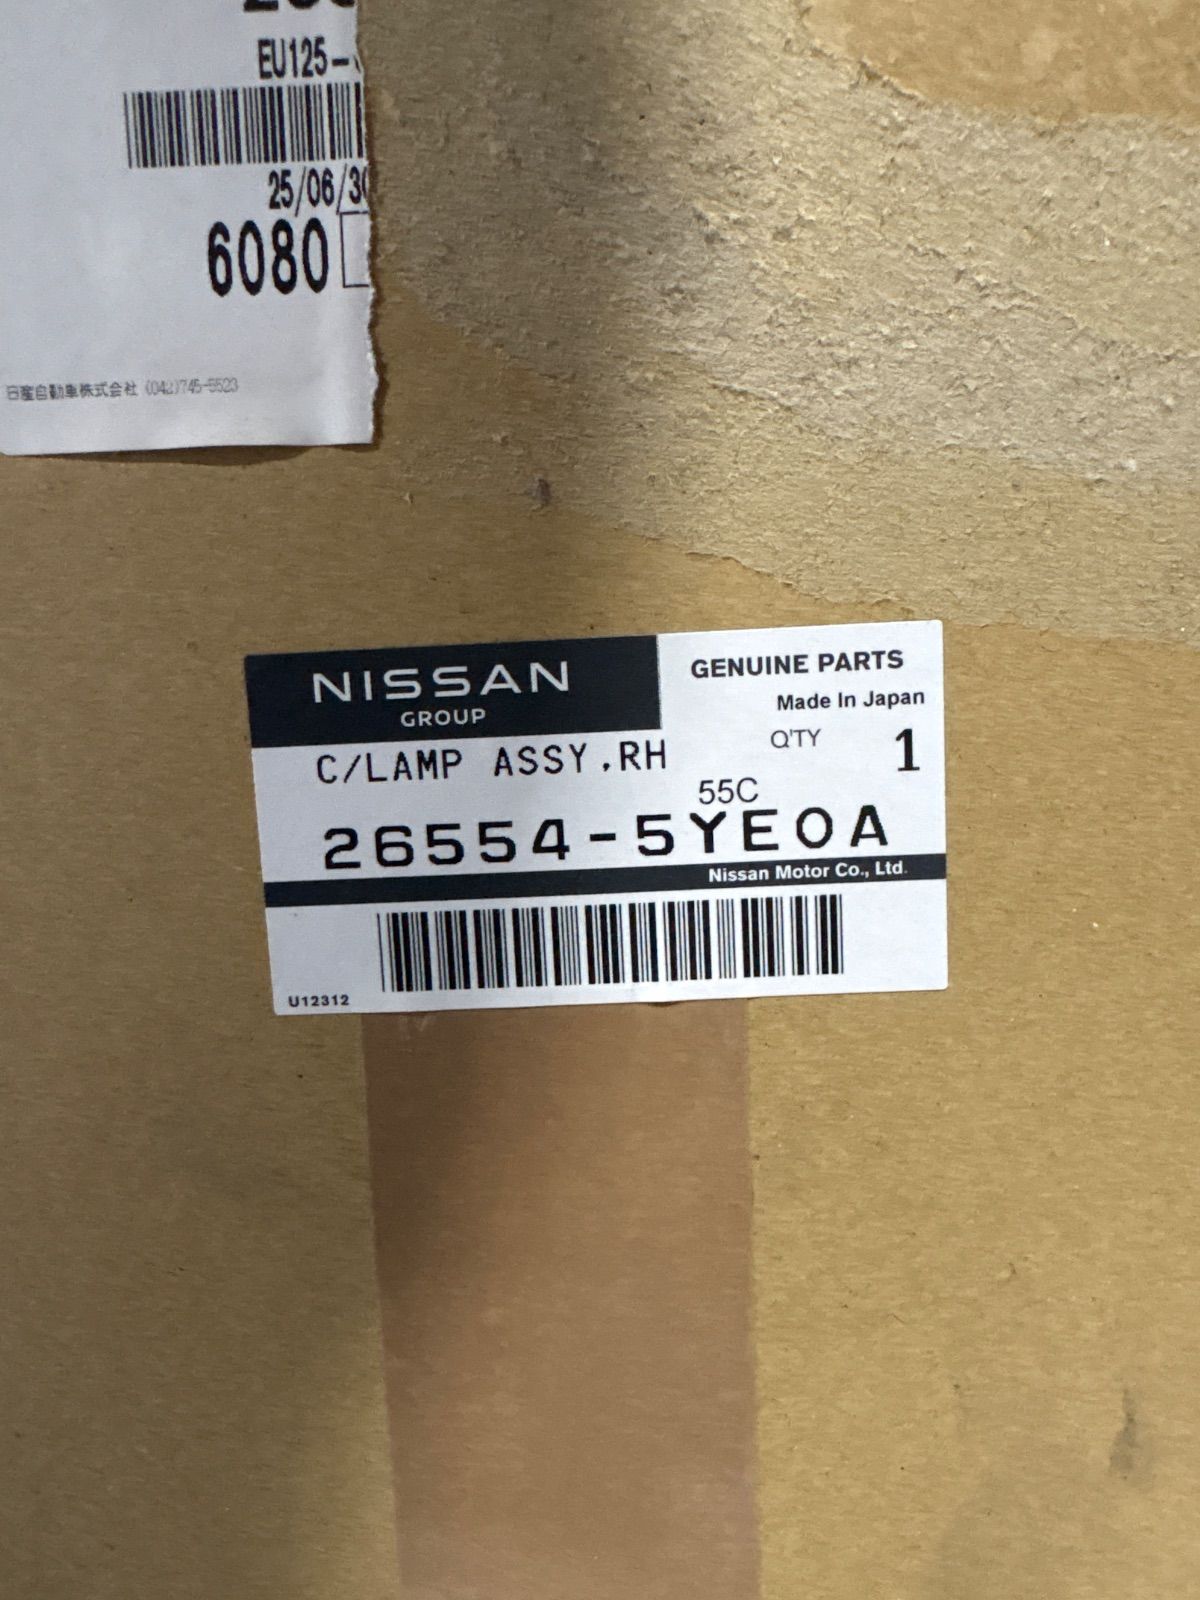 EU125-
25/06/30
6080
日産自動車株式会社 (042)745-5523
NISSAN
GROUP
GENUINE PARTS
Made In Japan
C/LAMP ASSY,RH
Q'TY 1
55C
26554-5YE0A
Nissan Motor Co., Ltd.
U12312